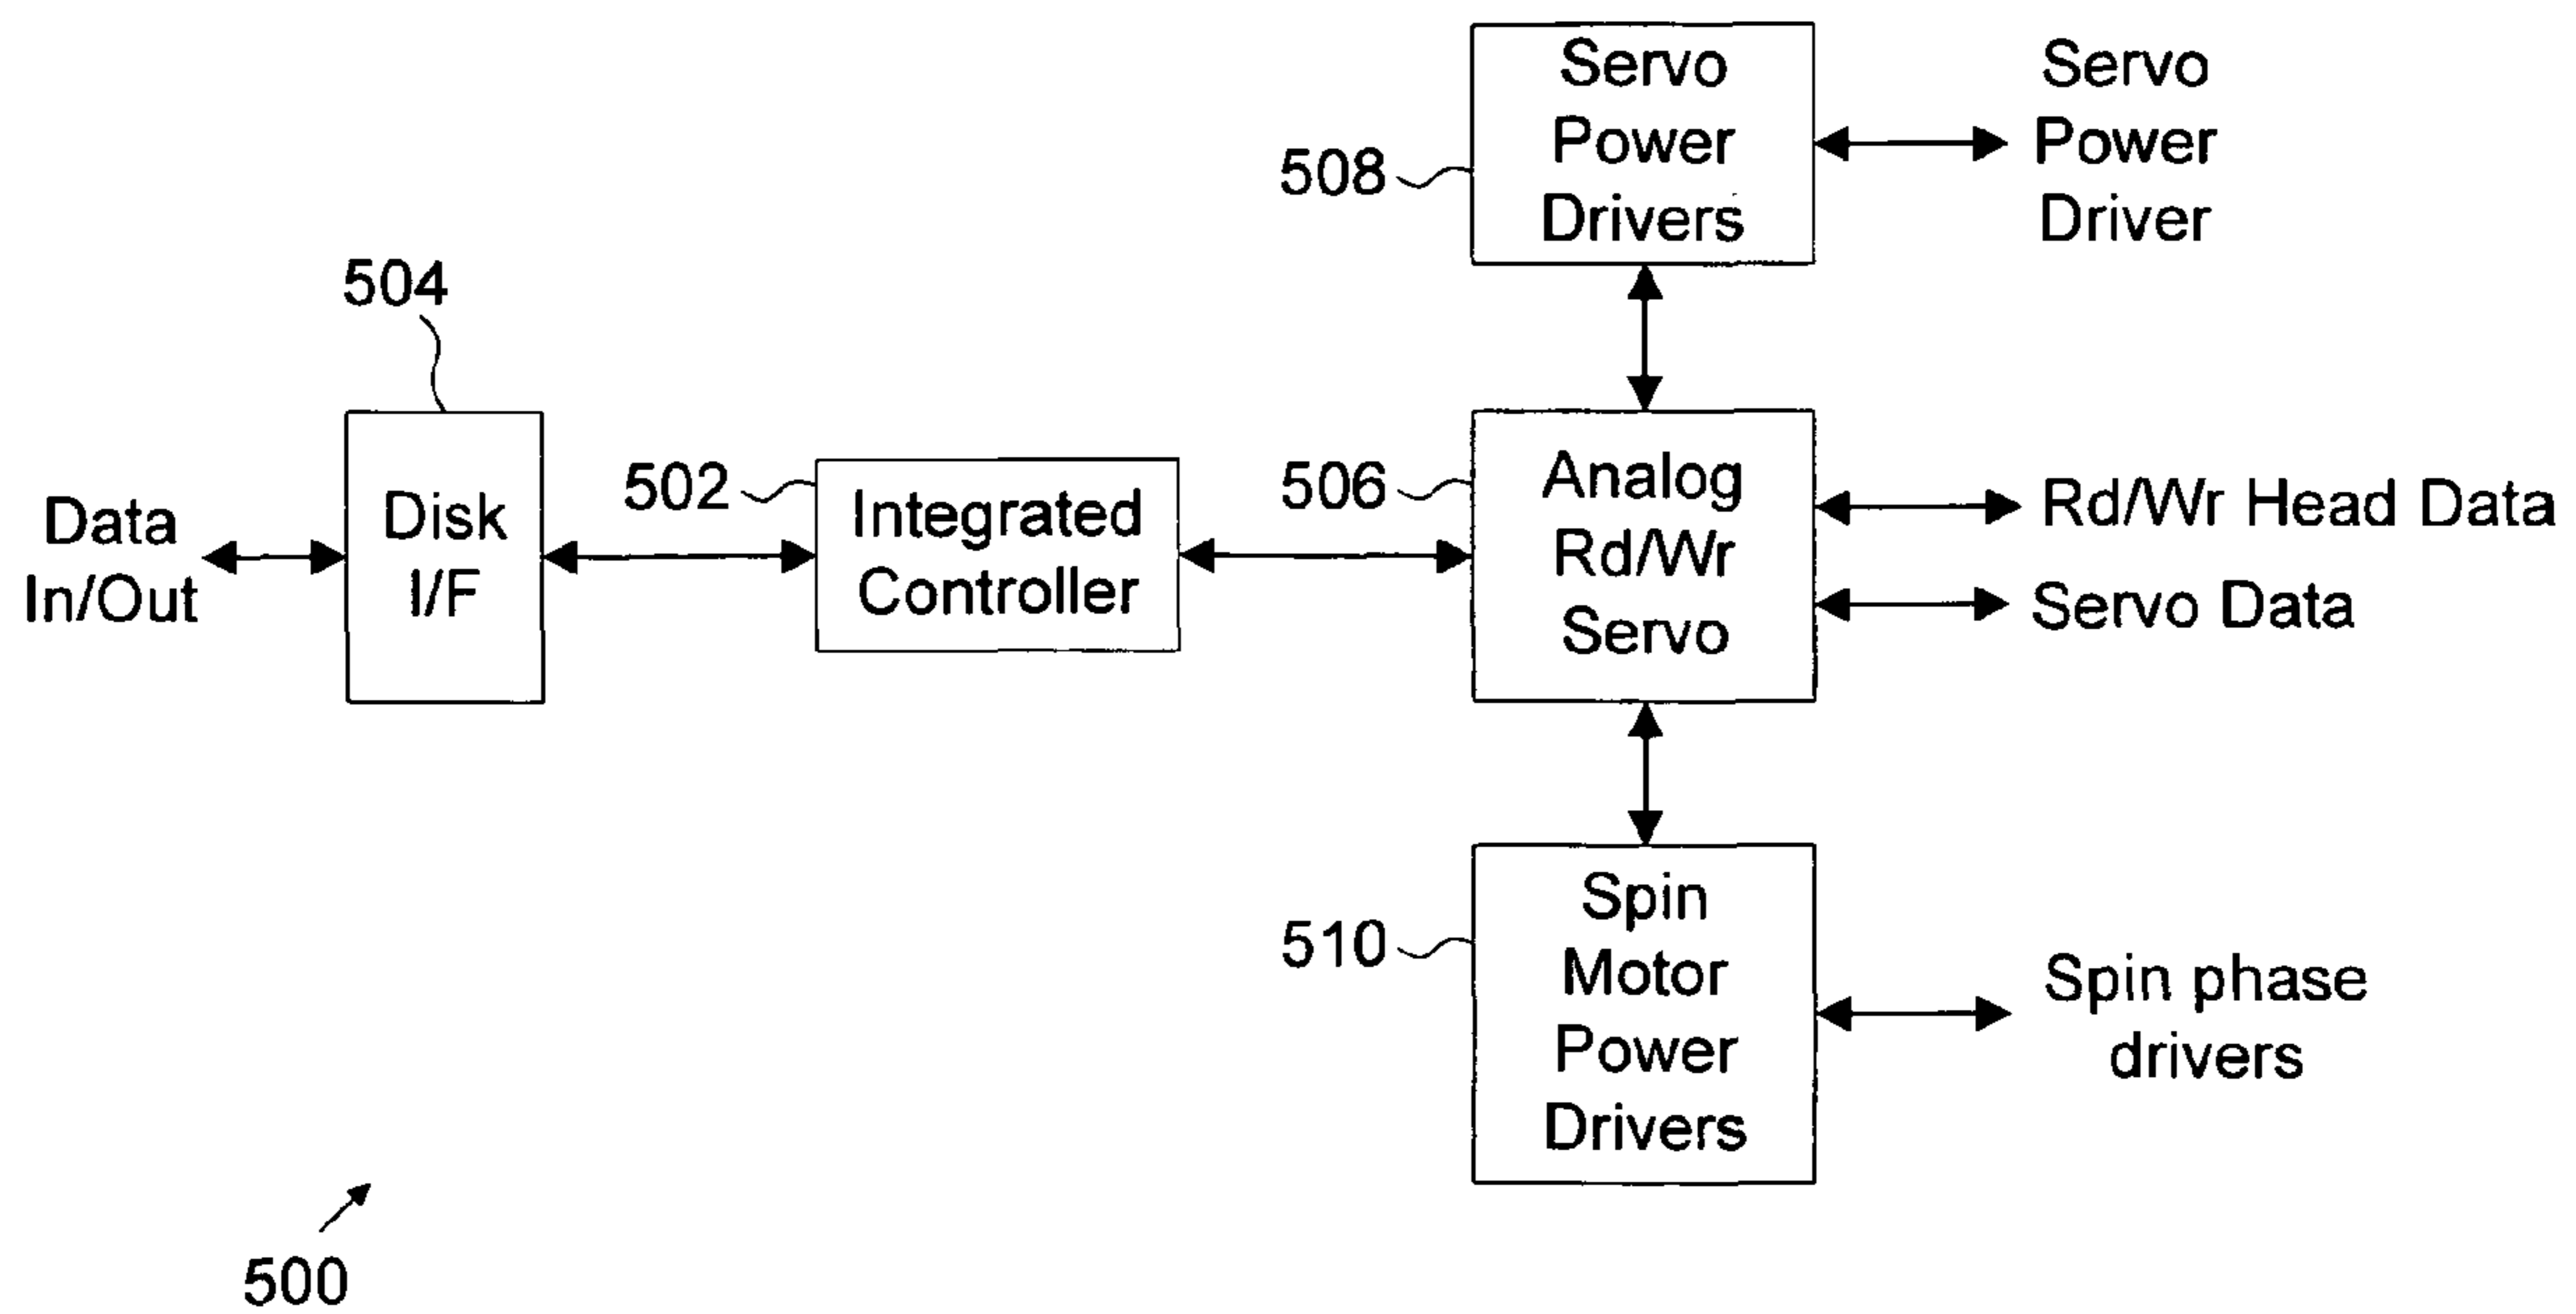 Servo
Power
Drivers
508
Servo
Power
Driver
504
Disk
I/F
Data
In/Out
502
Integrated
Controller
506
Analog
Rd/Wr
Servo
Rd/Wr Head Data
Servo Data
510
Spin
Motor
Power
Drivers
Spin phase
drivers
500